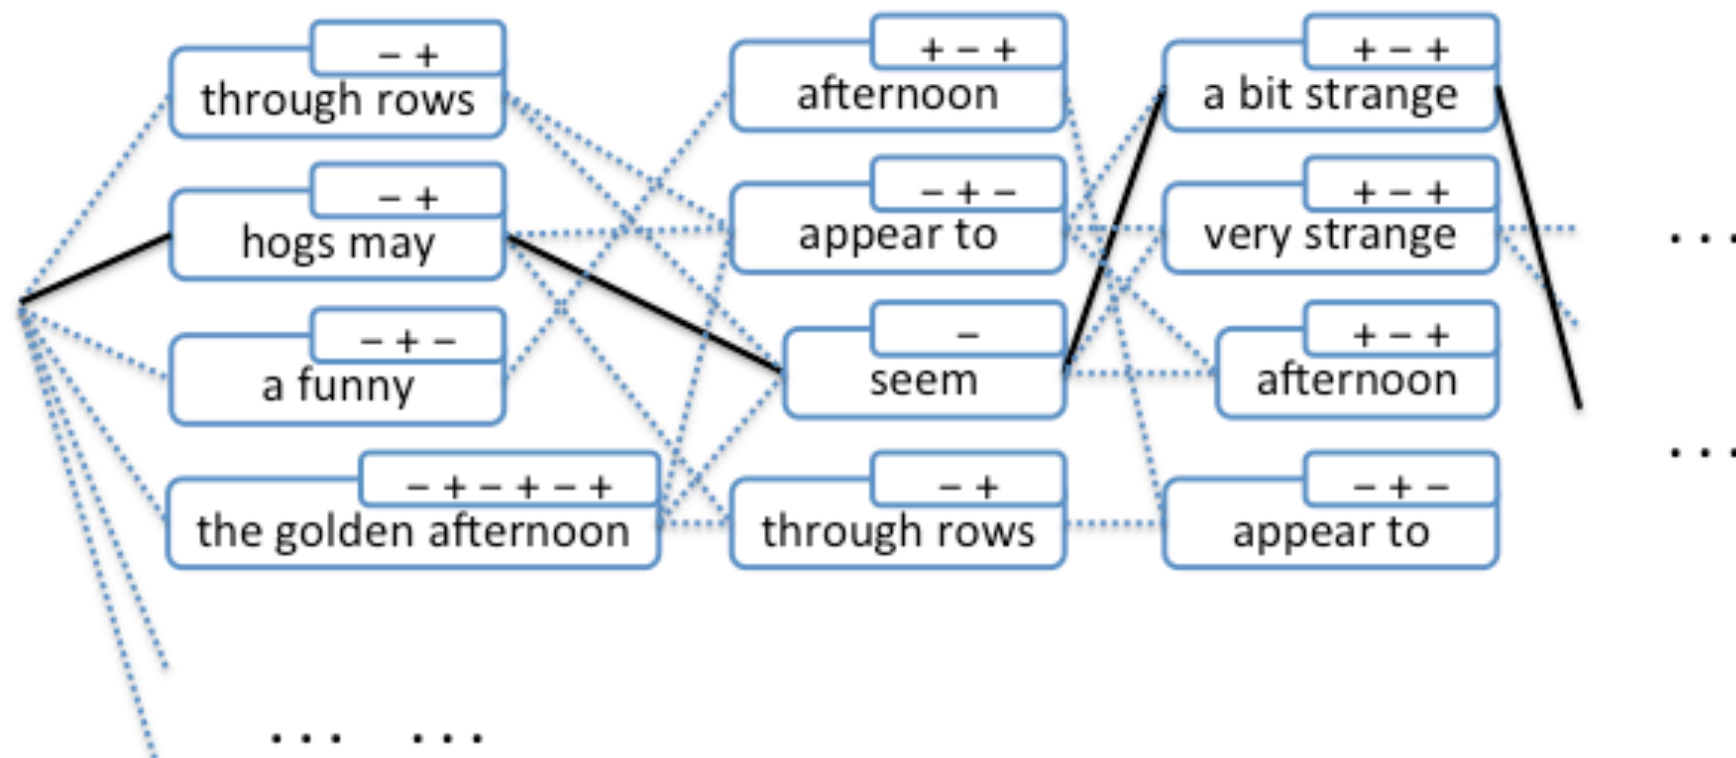 – +
through rows
– +
hogs may
– + –
a funny
– + – + – +
the golden afternoon
+ – +
afternoon
– + –
appear to
–
seem
– +
through rows
+ – +
a bit strange
+ – +
very strange
+ – +
afternoon
– + –
appear to
. . .
. . .
. . . . . .